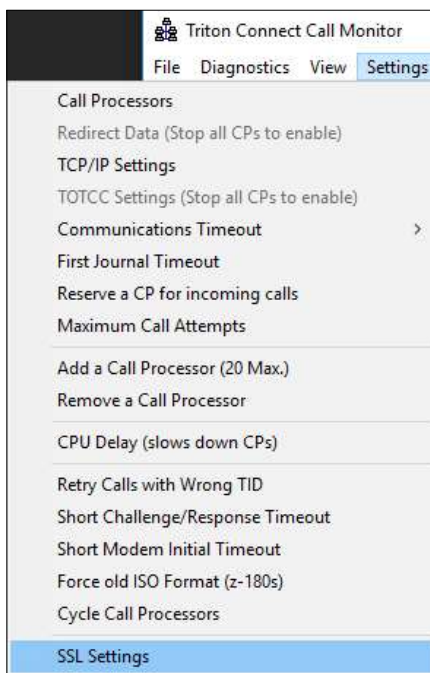 Triton Connect Call Monitor
File Diagnostics View Settings
Call Processors
Redirect Data (Stop all CPs to enable)
TCP/IP Settings
TOTCC Settings (Stop all CPs to enable)
Communications Timeout >
First Journal Timeout
Reserve a CP for incoming calls
Maximum Call Attempts
Add a Call Processor (20 Max.)
Remove a Call Processor
CPU Delay (slows down CPs)
Retry Calls with Wrong TID
Short Challenge/Response Timeout
Short Modem Initial Timeout
Force old ISO Format (z-180s)
Cycle Call Processors
SSL Settings